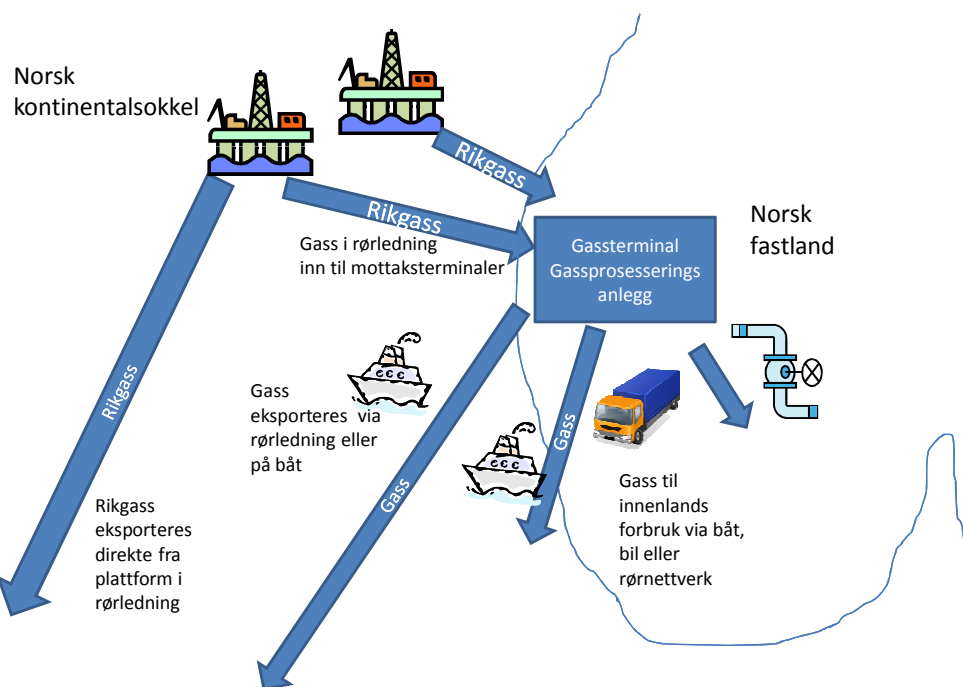 Norsk
kontinentalsokkel
Rikgass
Rikgass
Gass i rørledning
inn til mottaksterminaler
Gassterminal
Gassprosesserings
anlegg
Norsk
fastland
Rikgass
Gass
eksporteres via
rørledning eller
på båt
Gass
Gass
Rikgass
eksporteres
direkte fra
plattform i
rørledning
Gass til
innenlands
forbruk via båt,
bil eller
rørnettverk